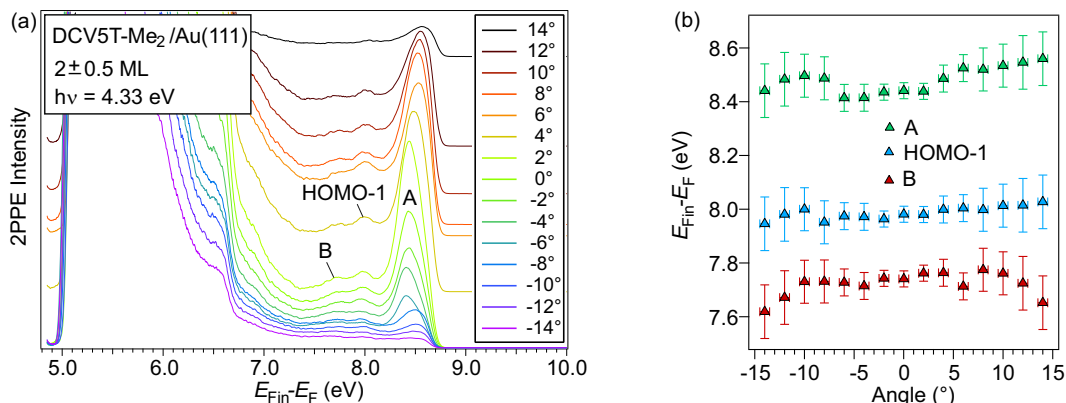 (a)
DCV5T-Me2 /Au(111)
2±0.5 ML
hν = 4.33 eV
2PPE Intensity
HOMO-1
A
B
14°
12°
10°
8°
6°
4°
2°
0°
-2°
-4°
-6°
-8°
-10°
-12°
-14°
5.0 6.0 7.0 8.0 9.0 10.0
EFin-EF (eV)
(b)
EFin-EF (eV)
8.6
8.4
8.2
8.0
7.8
7.6
A
HOMO-1
B
-15 -10 -5 0 5 10 15
Angle (°)